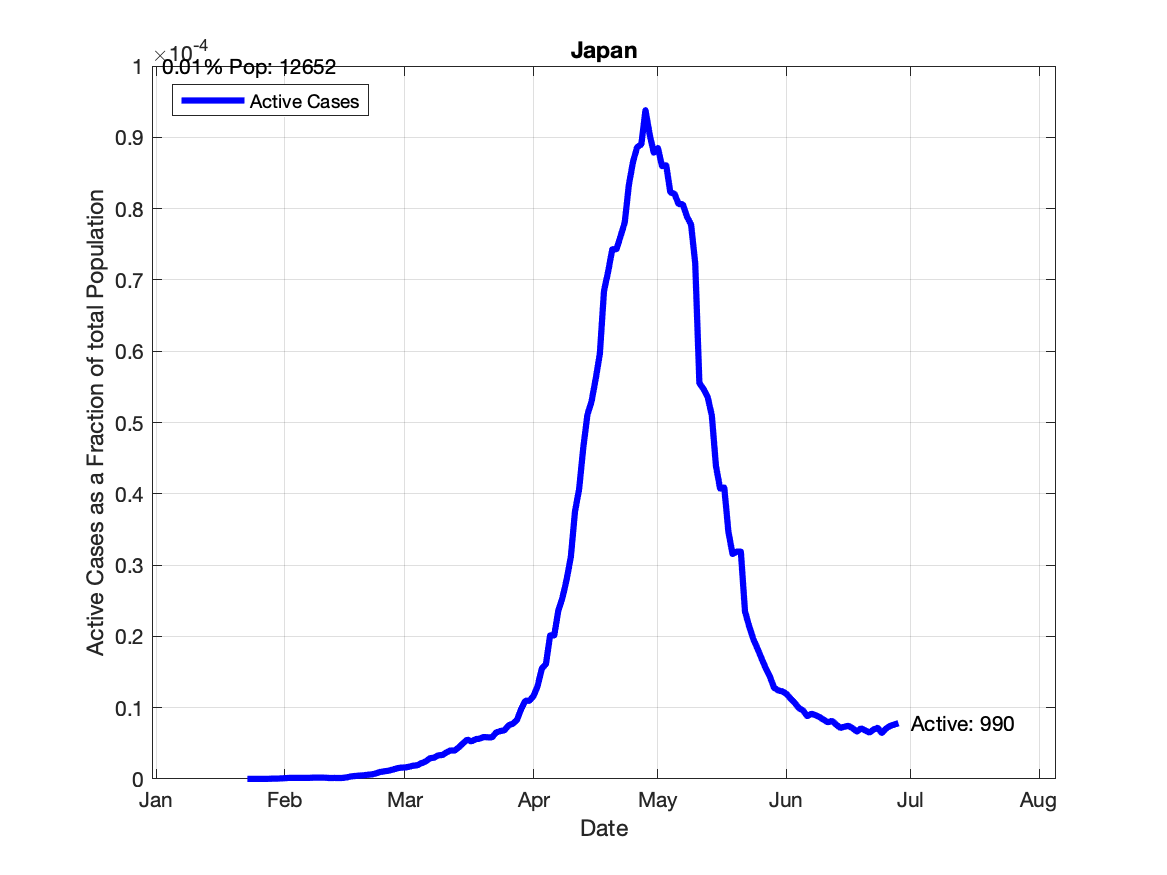 Japan
×10-4
0.01% Pop: 12652
Active Cases
1
0.9
0.8
0.7
0.6
0.5
0.4
0.3
0.2
0.1
0
Active Cases as a Fraction of total Population
Active: 990
Jan Feb Mar Apr May Jun Jul Aug
Date